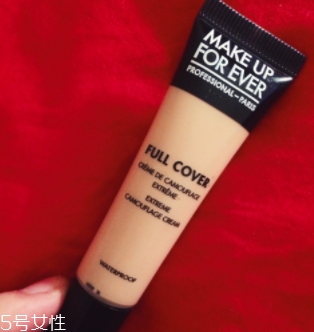 MAKE UP
FOR EVER
PROFESSIONAL–PARIS
FULL COVER
CRÈME DE CAMOUFLAGE
EXTRÊME
EXTREME
CAMOUFLAGE CREAM
WATERPROOF
5号女性